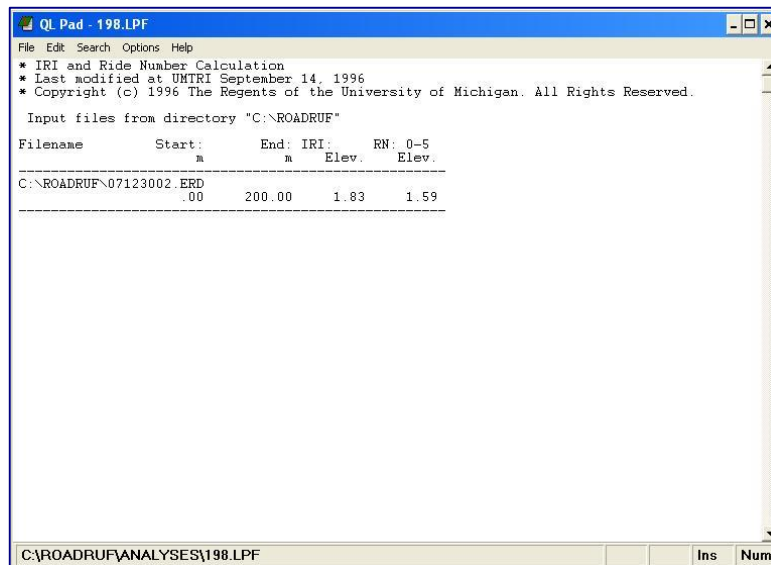 QL Pad - 198.LPF
File Edit Search Options Help
* IRI and Ride Number Calculation
* Last modified at UMTRI September 14, 1996
* Copyright (c) 1996 The Regents of the University of Michigan. All Rights Reserved.
Input files from directory "C:\ROADRUF"
Filename Start: End: IRI: RN: 0-5
m m Elev. Elev.
C:\ROADRUF\07123002.ERD
.00 200.00 1.83 1.59
C:\ROADRUF\ANALYSES\198.LPF Ins Num